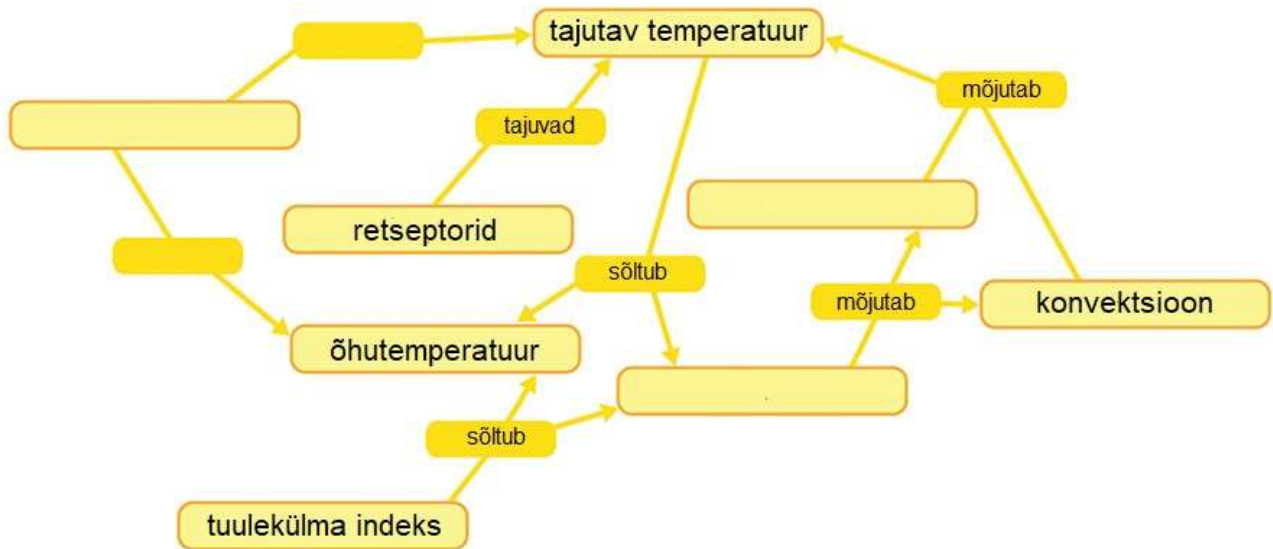 tajutav temperatuur
mõjutab
tajuvad
retseptorid
sõltub
mõjutab
konvektsioon
õhutemperatuur
sõltub
tuulekülma indeks